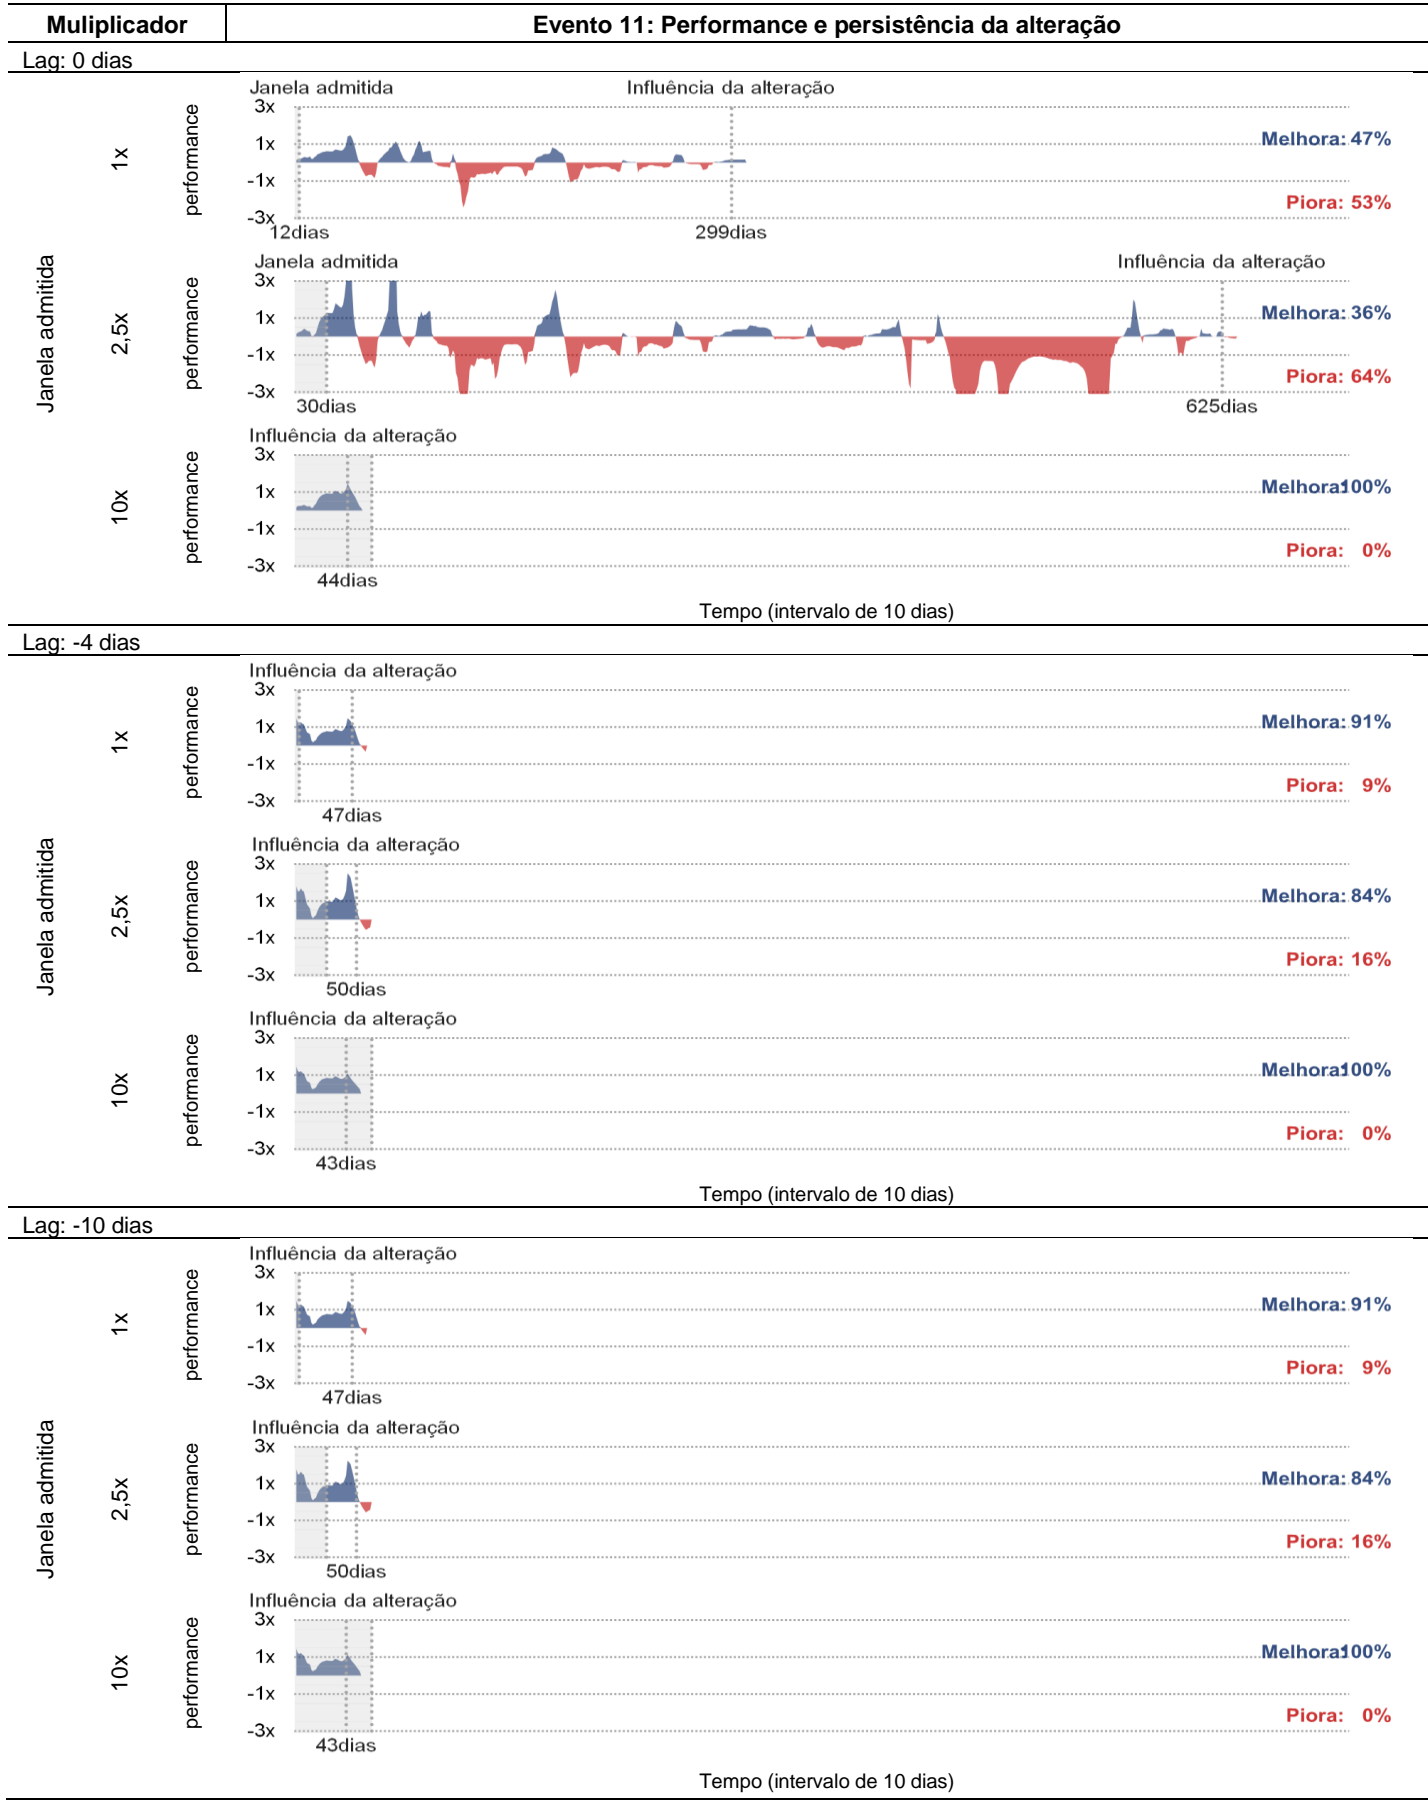 Muliplicador Evento 11: Performance e persistência da alteração
Lag: 0 dias
Janela admitida
1x
performance
Janela admitida Influência da alteração
3x
1x
-1x
-3x
Melhora: 47%
Piora: 53%
12dias 299dias
2,5x
performance
Janela admitida Influência da alteração
3x
1x
-1x
-3x
Melhora: 36%
Piora: 64%
30dias 625dias
10x
performance
Influência da alteração
3x
1x
-1x
-3x
Melhora:100%
Piora: 0%
44dias
Tempo (intervalo de 10 dias)
Lag: -4 dias
Janela admitida
1x
performance
Influência da alteração
3x
1x
-1x
-3x
Melhora: 91%
Piora: 9%
47dias
2,5x
performance
Influência da alteração
3x
1x
-1x
-3x
Melhora: 84%
Piora: 16%
50dias
10x
performance
Influência da alteração
3x
1x
-1x
-3x
Melhora:100%
Piora: 0%
43dias
Tempo (intervalo de 10 dias)
Lag: -10 dias
Janela admitida
1x
performance
Influência da alteração
3x
1x
-1x
-3x
Melhora: 91%
Piora: 9%
47dias
2,5x
performance
Influência da alteração
3x
1x
-1x
-3x
Melhora: 84%
Piora: 16%
50dias
10x
performance
Influência da alteração
3x
1x
-1x
-3x
Melhora:100%
Piora: 0%
43dias
Tempo (intervalo de 10 dias)